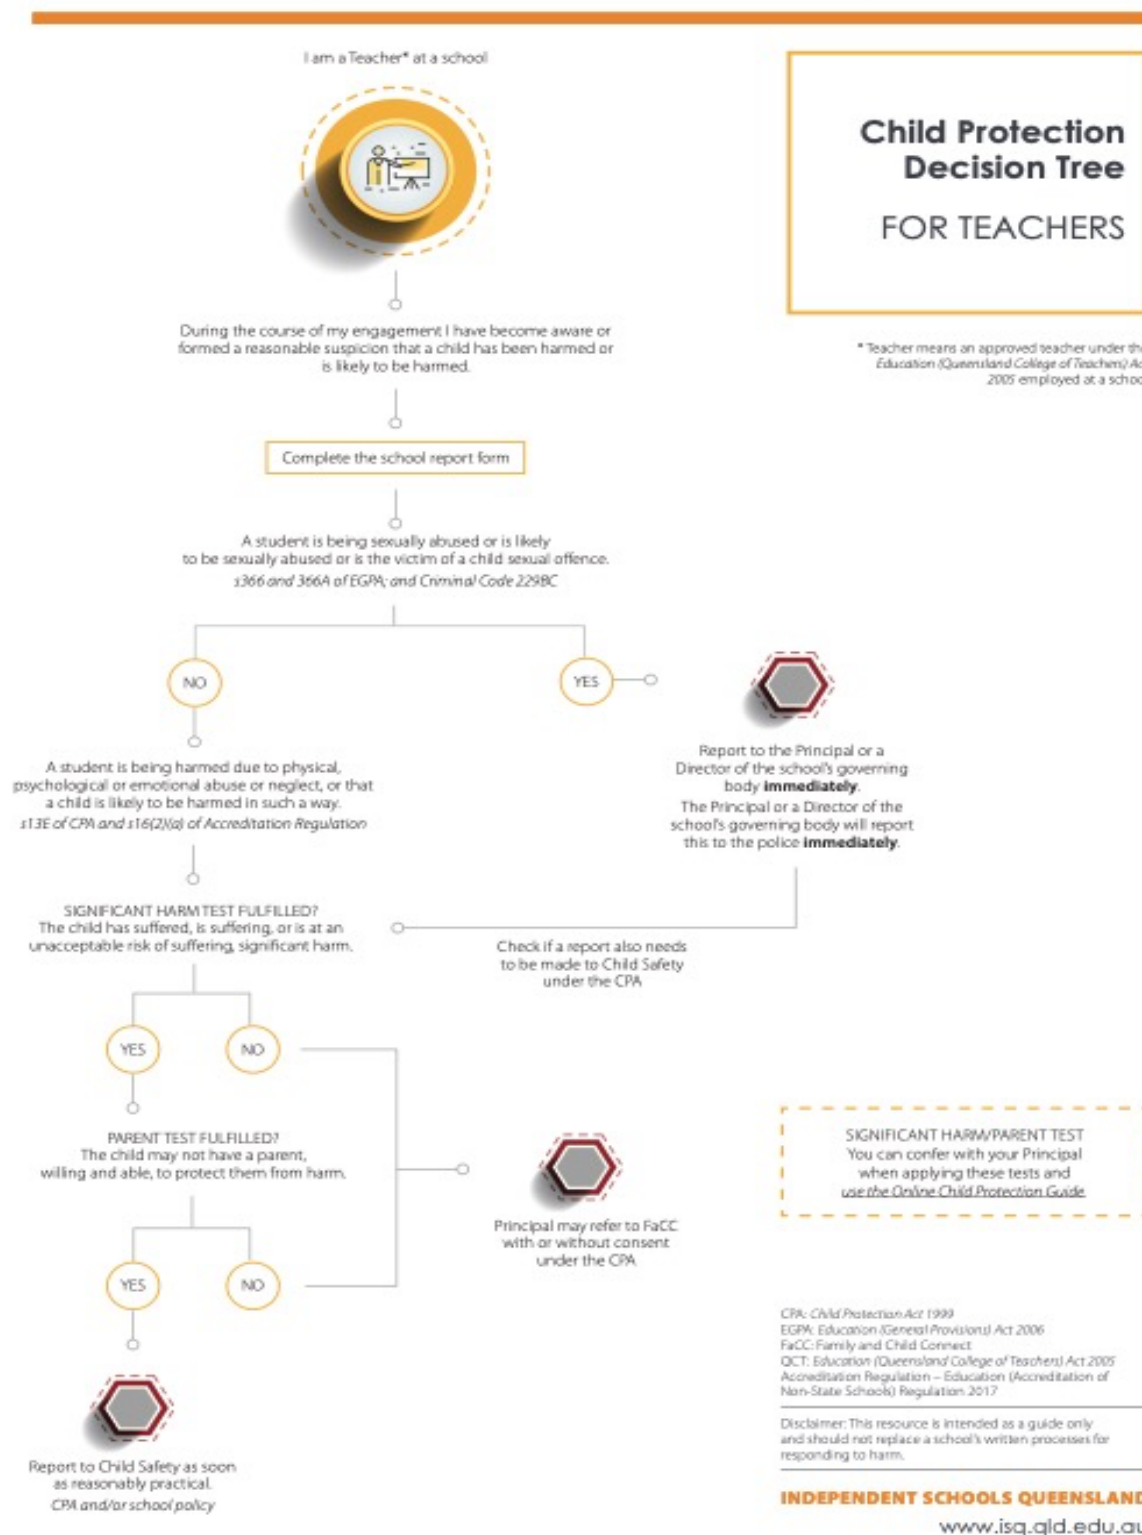 I am a Teacher* at a school
Child Protection
Decision Tree
FOR TEACHERS
During the course of my engagement I have become aware or
formed a reasonable suspicion that a child has been harmed or
is likely to be harmed.
* Teacher means an approved teacher under the
Education (Queensland College of Teachers) Ac
2005 employed at a schoo
Complete the school report form
A student is being sexually abused or is likely
to be sexually abused or is the victim of a child sexual offence.
s366 and 366A of EGPA; and Criminal Code 229BC
NO
YES
A student is being harmed due to physical,
psychological or emotional abuse or neglect, or that
a child is likely to be harmed in such a way.
s13E of CPA and s16(2)(a) of Accreditation Regulation
Report to the Principal or a
Director of the school's governing
body immediately.
The Principal or a Director of the
school's governing body will report
this to the police immediately.
SIGNIFICANT HARM TEST FULFILLED?
The child has suffered, is suffering, or is at an
unacceptable risk of suffering, significant harm.
Check if a report also needs
to be made to Child Safety
under the CPA
YES
NO
PARENT TEST FULFILLED?
The child may not have a parent,
willing and able, to protect them from harm.
Principal may refer to FaCC
with or without consent
under the CPA
SIGNIFICANT HARM/PARENT TEST
You can confer with your Principal
when applying these tests and
use the Online Child Protection Guide
YES
NO
Report to Child Safety as soon
as reasonably practical.
CPA and/or school policy
CPA: Child Protection Act 1999
EGPA: Education (General Provisions) Act 2006
FaCC: Family and Child Connect
QCT: Education (Queensland College of Teachers) Act 2005
Accreditation Regulation – Education (Accreditation of
Non-State Schools) Regulation 2017
Disclaimer: This resource is intended as a guide only
and should not replace a school's written processes for
responding to harm.
INDEPENDENT SCHOOLS QUEENSLAND
www.isq.qld.edu.au